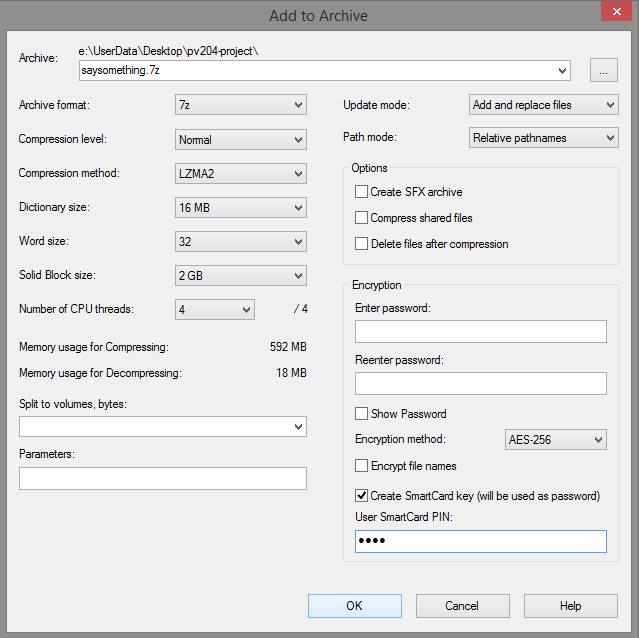 Add to Archive
Archive:
e:\UserData\Desktop\pv204-project\
saysomething.7z
...
Archive format:
7z
Compression level:
Normal
Compression method:
LZMA2
Dictionary size:
16 MB
Word size:
32
Solid Block size:
2 GB
Number of CPU threads:
4
/ 4
Memory usage for Compressing:
592 MB
Memory usage for Decompressing:
18 MB
Split to volumes, bytes:
Parameters:
Update mode:
Add and replace files
Path mode:
Relative pathnames
Options
Create SFX archive
Compress shared files
Delete files after compression
Encryption
Enter password:
Reenter password:
Show Password
Encryption method:
AES-256
Encrypt file names
Create SmartCard key (will be used as password)
User SmartCard PIN:
••••
OK
Cancel
Help